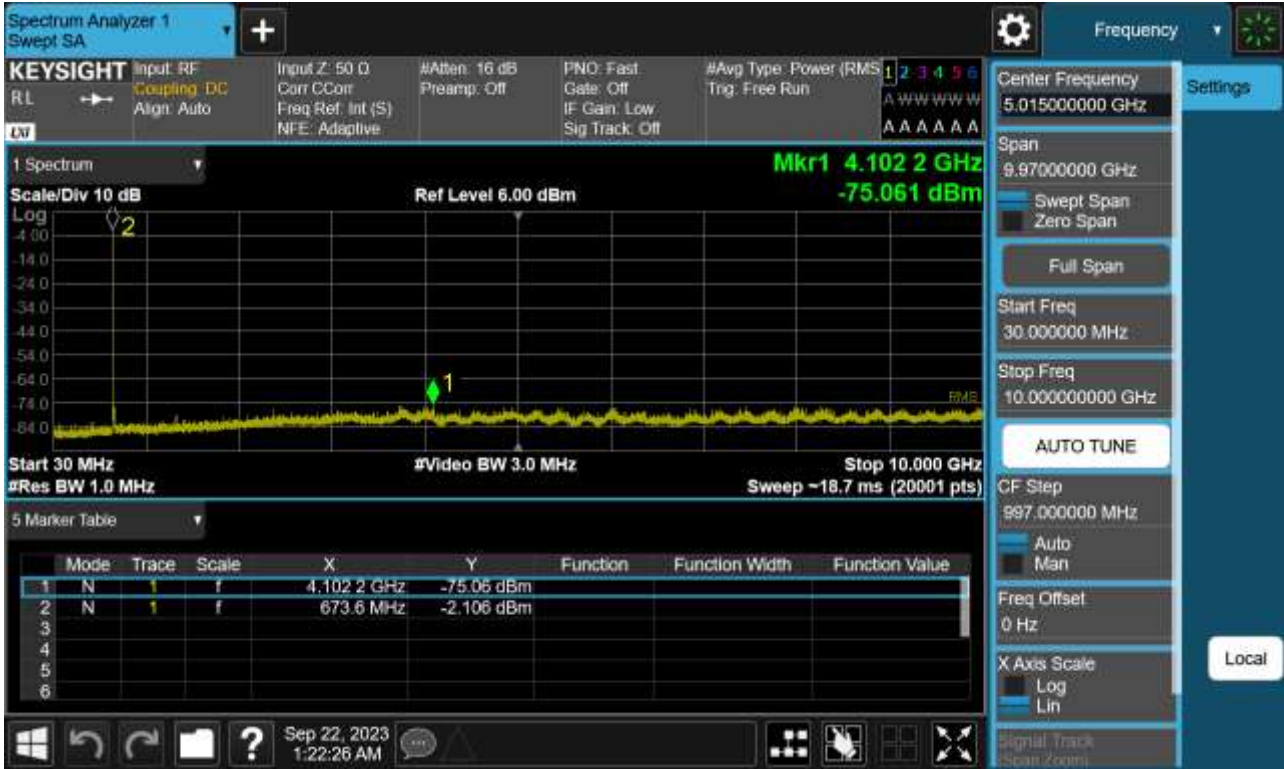 Spectrum Analyzer 1
Swept SA
Frequency
KEYSIGHT
RL
LXI
Input: RF
Coupling: DC
Align: Auto
Input Z: 50 Ω
Corr CCorr
Freq Ref: Int (S)
NFE: Adaptive
#Atten: 16 dB
Preamp: Off
PNO: Fast
Gate: Off
IF Gain: Low
Sig Track: Off
#Avg Type: Power (RMS
Trig: Free Run
1 2 3 4 5 6
A W W W W W
A A A A A A
1 Spectrum
Scale/Div 10 dB
Ref Level 6.00 dBm
Mkr1 4.102 2 GHz
-75.061 dBm
Log
-4.00
-14.0
-24.0
-34.0
-44.0
-54.0
-64.0
-74.0
-84.0
2
1
RMS
Start 30 MHz
#Video BW 3.0 MHz
Stop 10.000 GHz
#Res BW 1.0 MHz
Sweep ~18.7 ms (20001 pts)
5 Marker Table
Mode Trace Scale X Y Function Function Width Function Value
1 N 1 f 4.102 2 GHz -75.06 dBm
2 N 1 f 673.6 MHz -2.106 dBm
3
4
5
6
?
Sep 22, 2023
1:22:26 AM
Center Frequency
5.015000000 GHz
Settings
Span
9.97000000 GHz
Swept Span
Zero Span
Full Span
Start Freq
30.000000 MHz
Stop Freq
10.000000000 GHz
AUTO TUNE
CF Step
997.000000 MHz
Auto
Man
Freq Offset
0 Hz
X Axis Scale
Log
Lin
Local
Signal Track
(Span Zoom)